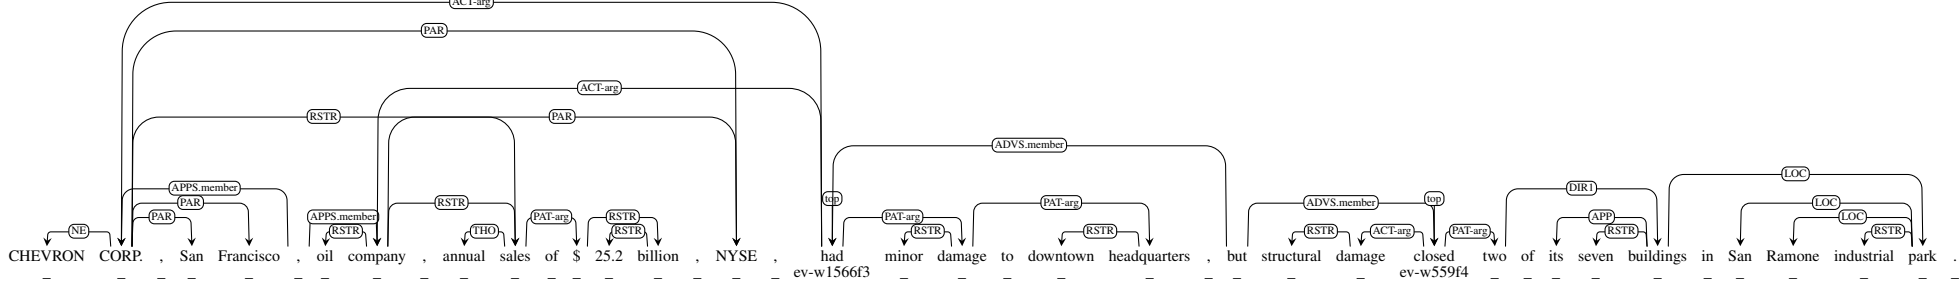 ACT-arg
PAR
ACT-arg
RSTR PAR
ADVS.member
APPS.member LOC
DIR1
top top
PAR RSTR PAT-arg ADVS.member LOC
PAR APPS.member PAT-arg RSTR PAT-arg APP LOC
NE RSTR THO RSTR RSTR RSTR RSTR ACT-arg PAT-arg RSTR RSTR
CHEVRON CORP. , San Francisco , oil company , annual sales of $ 25.2 billion , NYSE , had minor damage to downtown headquarters , but structural damage closed two of its seven buildings in San Ramone industrial park .
_ _ _ _ _ _ _ _ _ _ _ _ _ _ _ _ _ _ ev-w1566f3 _ _ _ _ _ _ _ _ _ ev-w559f4 _ _ _ _ _ _ _ _ _ _ _